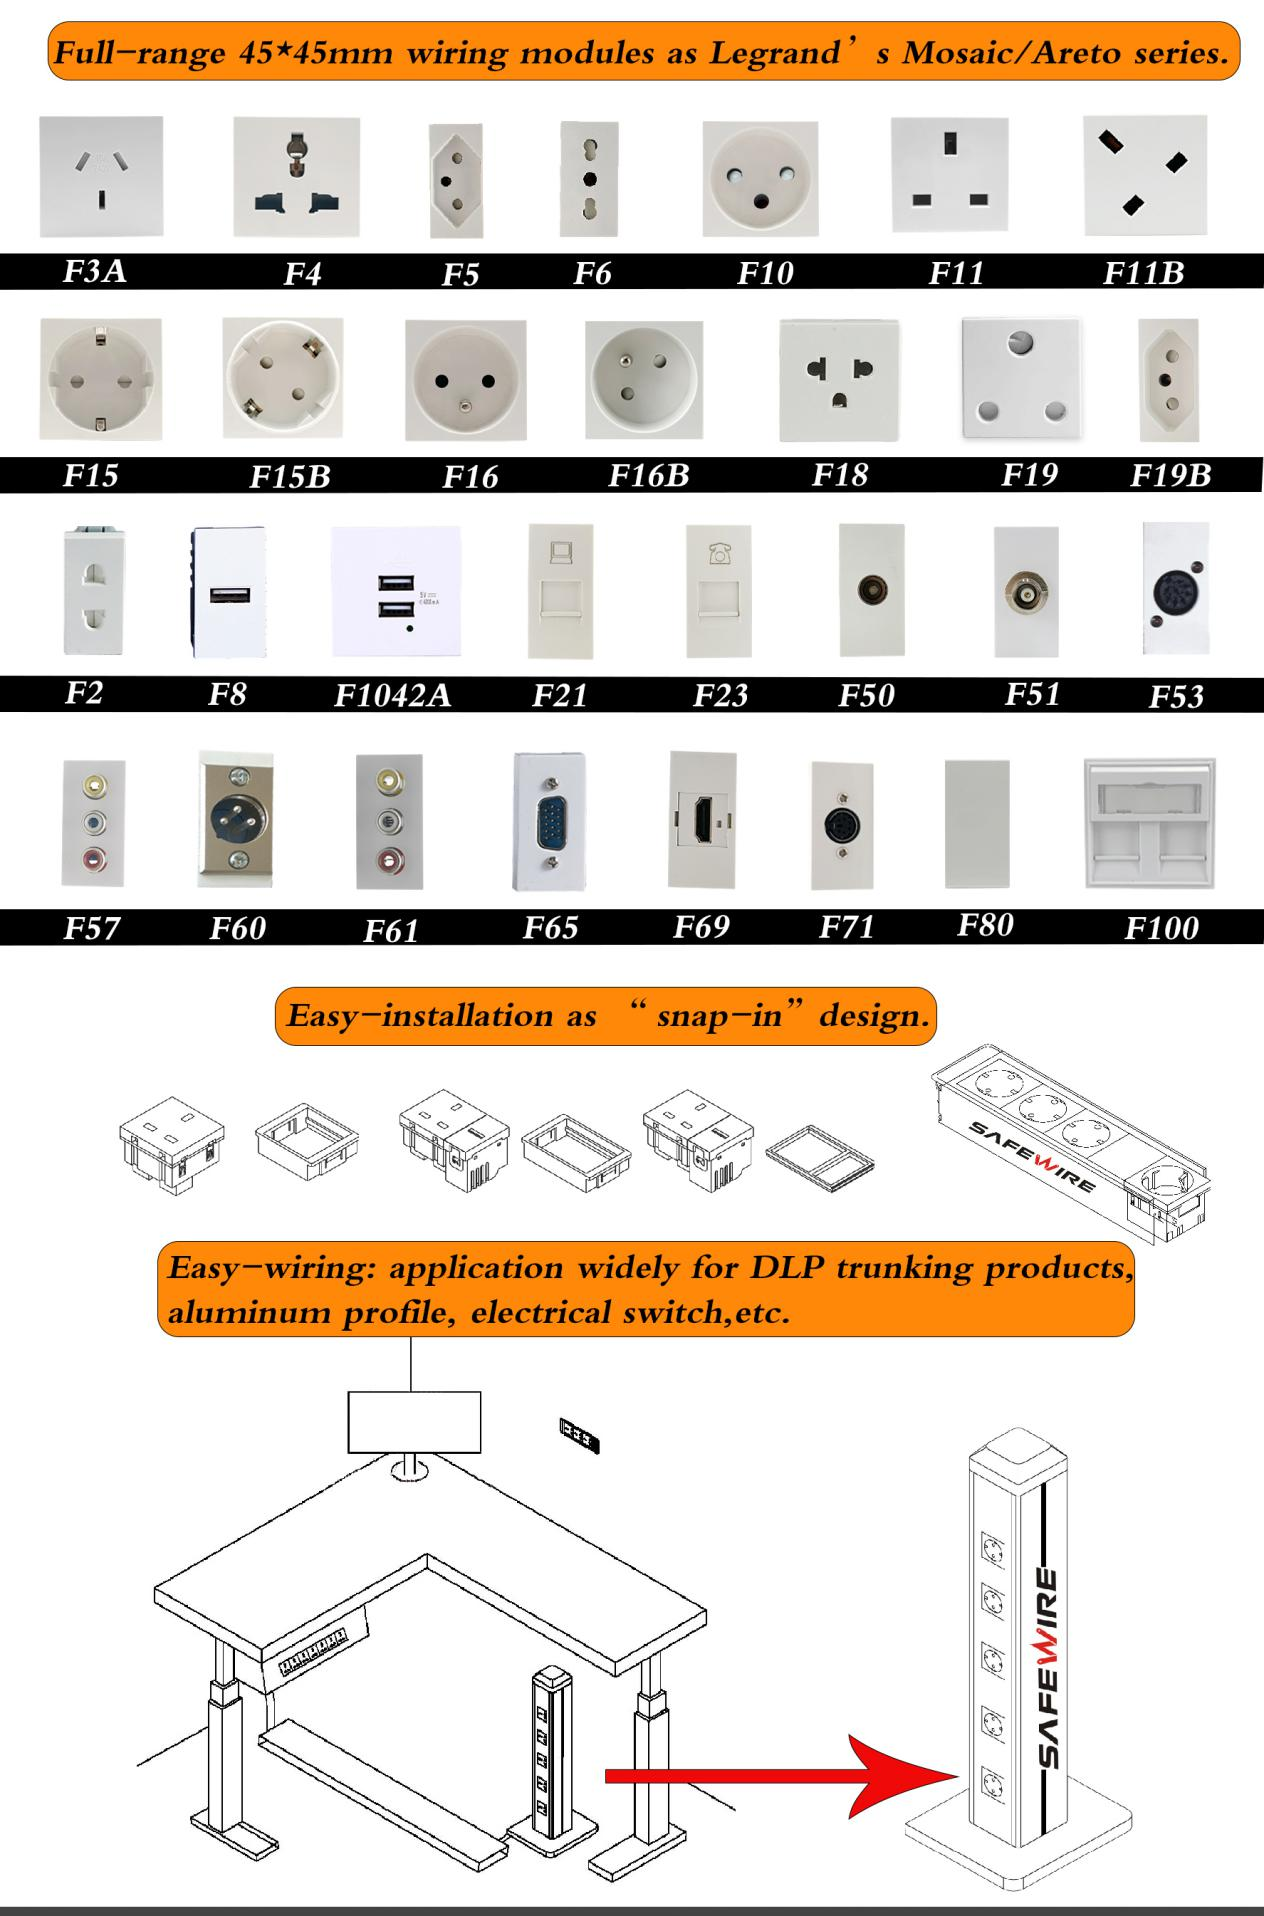 Full-range 45*45mm wiring modules as Legrand’s Mosaic/Areto series.
F3A F4 F5 F6 F10 F11 F11B
F15 F15B F16 F16B F18 F19 F19B
5V
F2 F8 F1042A F21 F23 F50 F51 F53
F57 F60 F61 F65 F69 F71 F80 F100
Easy-installation as “snap-in” design.
SAFEWIRE
Easy-wiring: application widely for DLP trunking products,
aluminum profile, electrical switch,etc.
SAFEWIRE